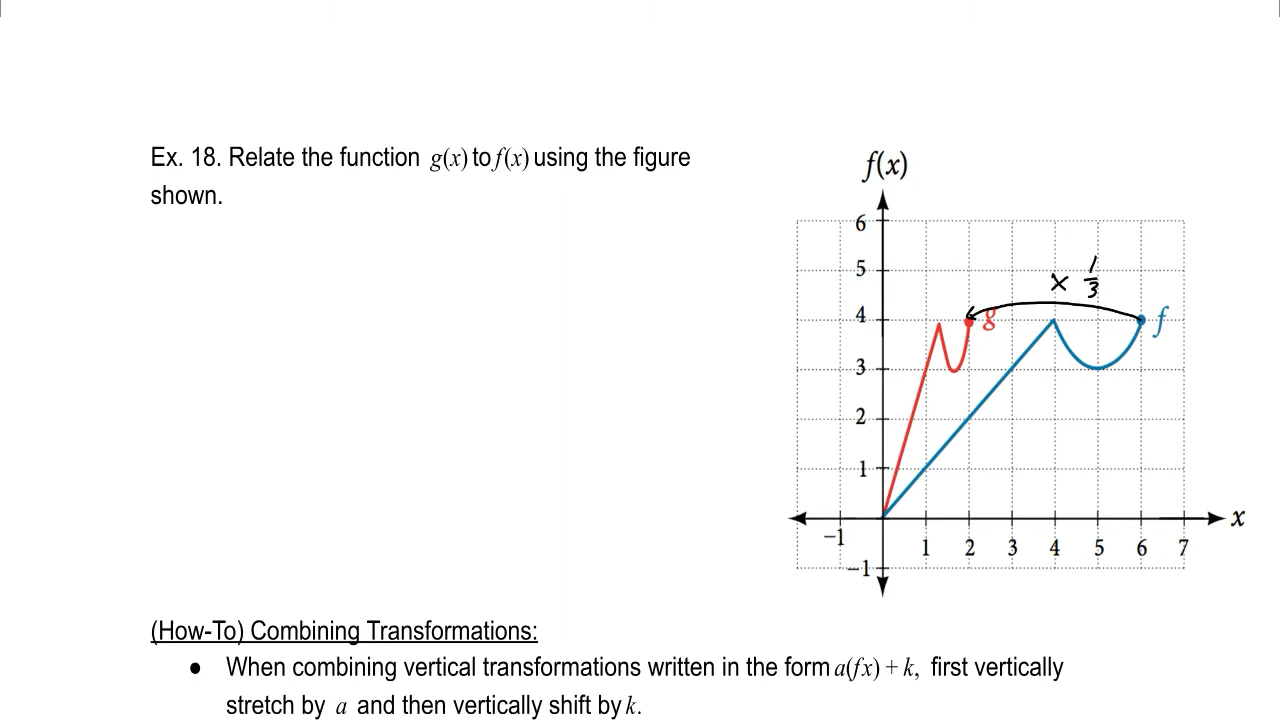 Ex. 18. Relate the function g(x) to f(x) using the figure
shown.
f(x)
6
5
× 1/3
4
g
f
3
2
1
x
−1
1 2 3 4 5 6 7
−1
(How-To) Combining Transformations:
● When combining vertical transformations written in the form a(fx) + k, first vertically
stretch by a and then vertically shift by k.